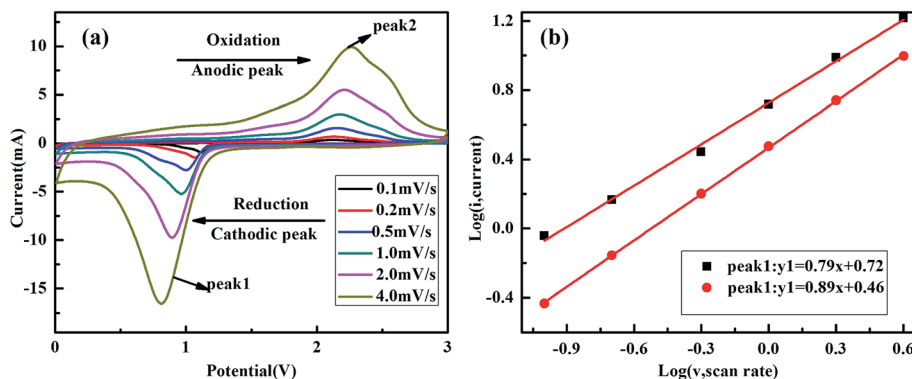 (a)
Oxidation
Anodic peak
peak2
Reduction
Cathodic peak
peak1
0.1mV/s
0.2mV/s
0.5mV/s
1.0mV/s
2.0mV/s
4.0mV/s
10
5
0
-5
-10
-15
Current(mA)
0
1
2
3
Potential(V)
(b)
1.2
0.8
0.4
0.0
-0.4
Log(i,current)
peak1:y1=0.79x+0.72
peak1:y1=0.89x+0.46
-0.9
-0.6
-0.3
0.0
0.3
0.6
Log(v,scan rate)